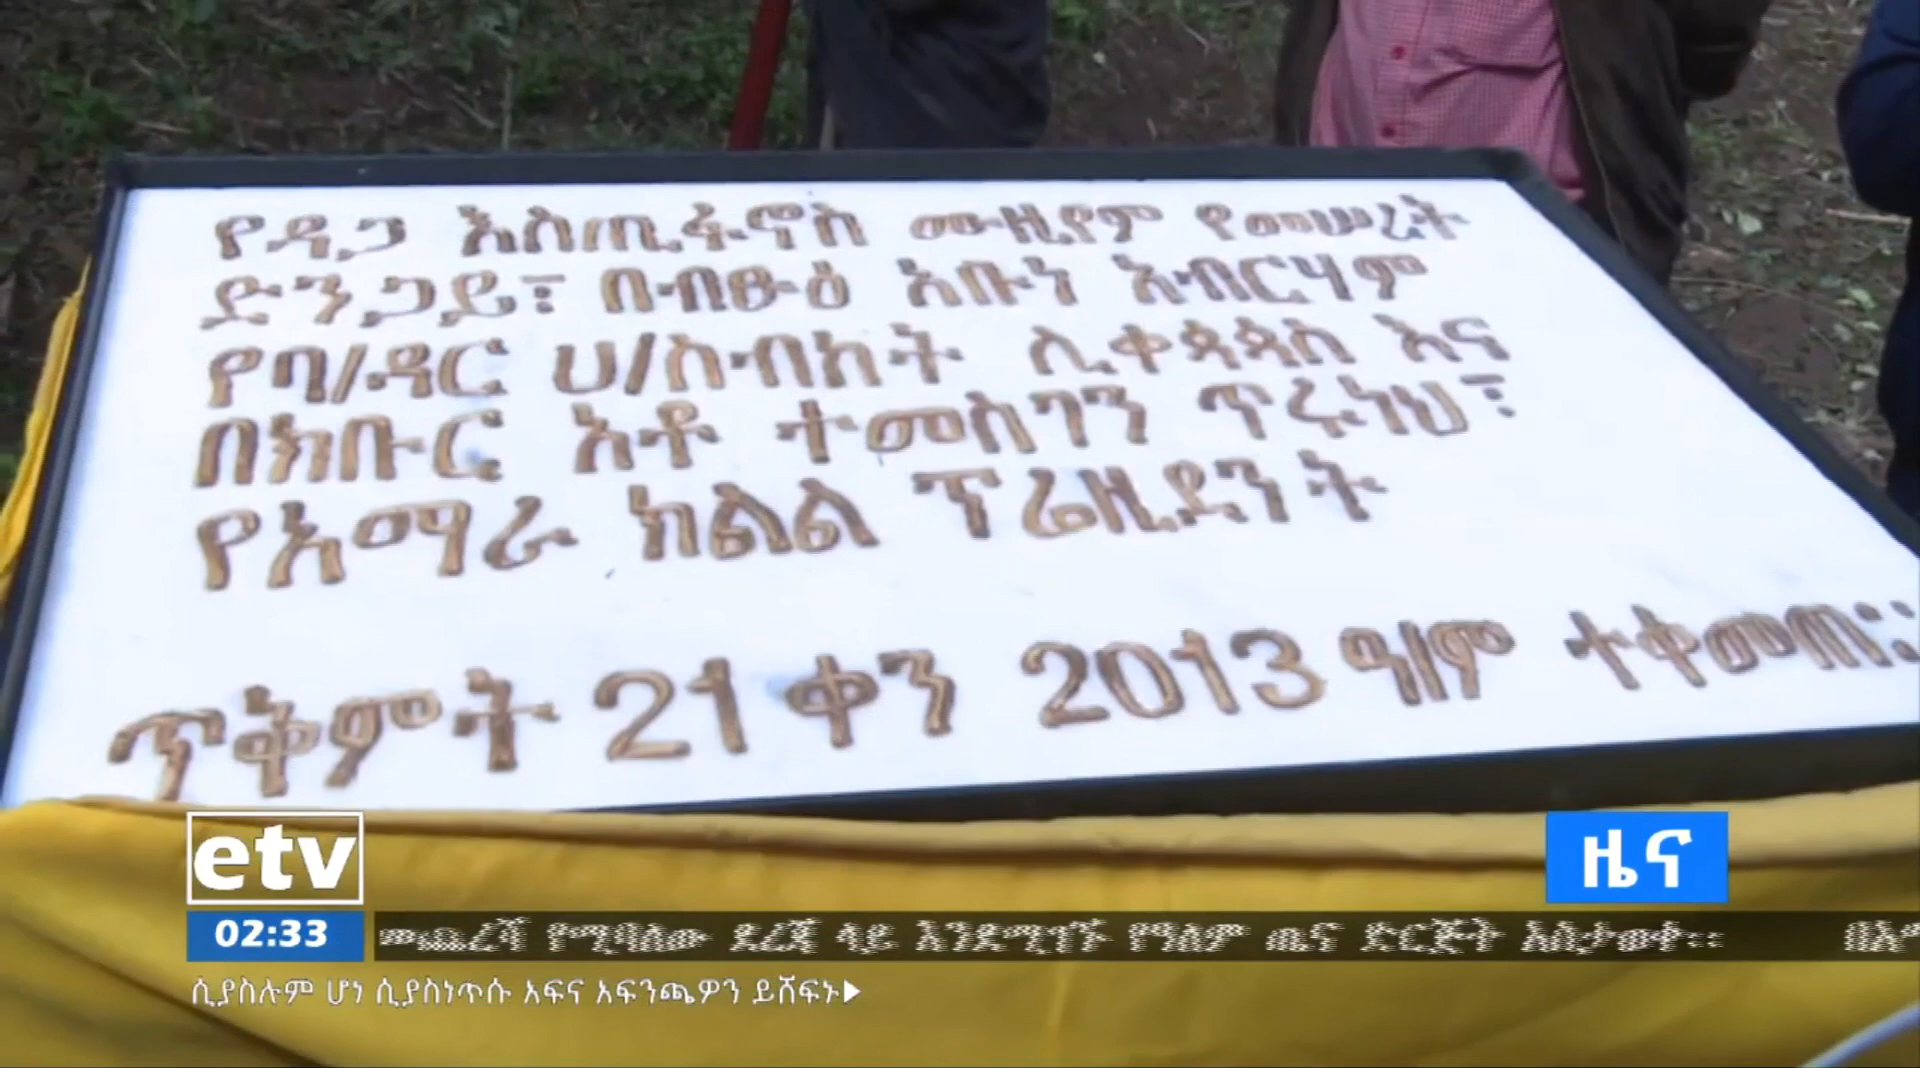 የዳጋ እስጢፋኖስ ሙዚየም የመሠረት
ድንጋይ፣ በብፁዕ አቡነ አብርሃም
የባ/ዳር ሀ/ስብከት ሊቀጳጳስ እና
በክቡር አቶ ተመስገን ጥሩነህ፣
የአማራ ክልል ፕሬዚዳንት
ጥቅምት 21 ቀን 2013 ዓ/ም ተቀመጠ፡፡
etv
ዜና
02:33
መጨረሻ የሚባለው ደረጃ ላይ እንደሚገኙ የዓለም ጤና ድርጅት አስታወቀ፡፡
ሲያስሉም ሆነ ሲያስነጥሱ አፍና አፍንጫዎን ይሸፍኑ